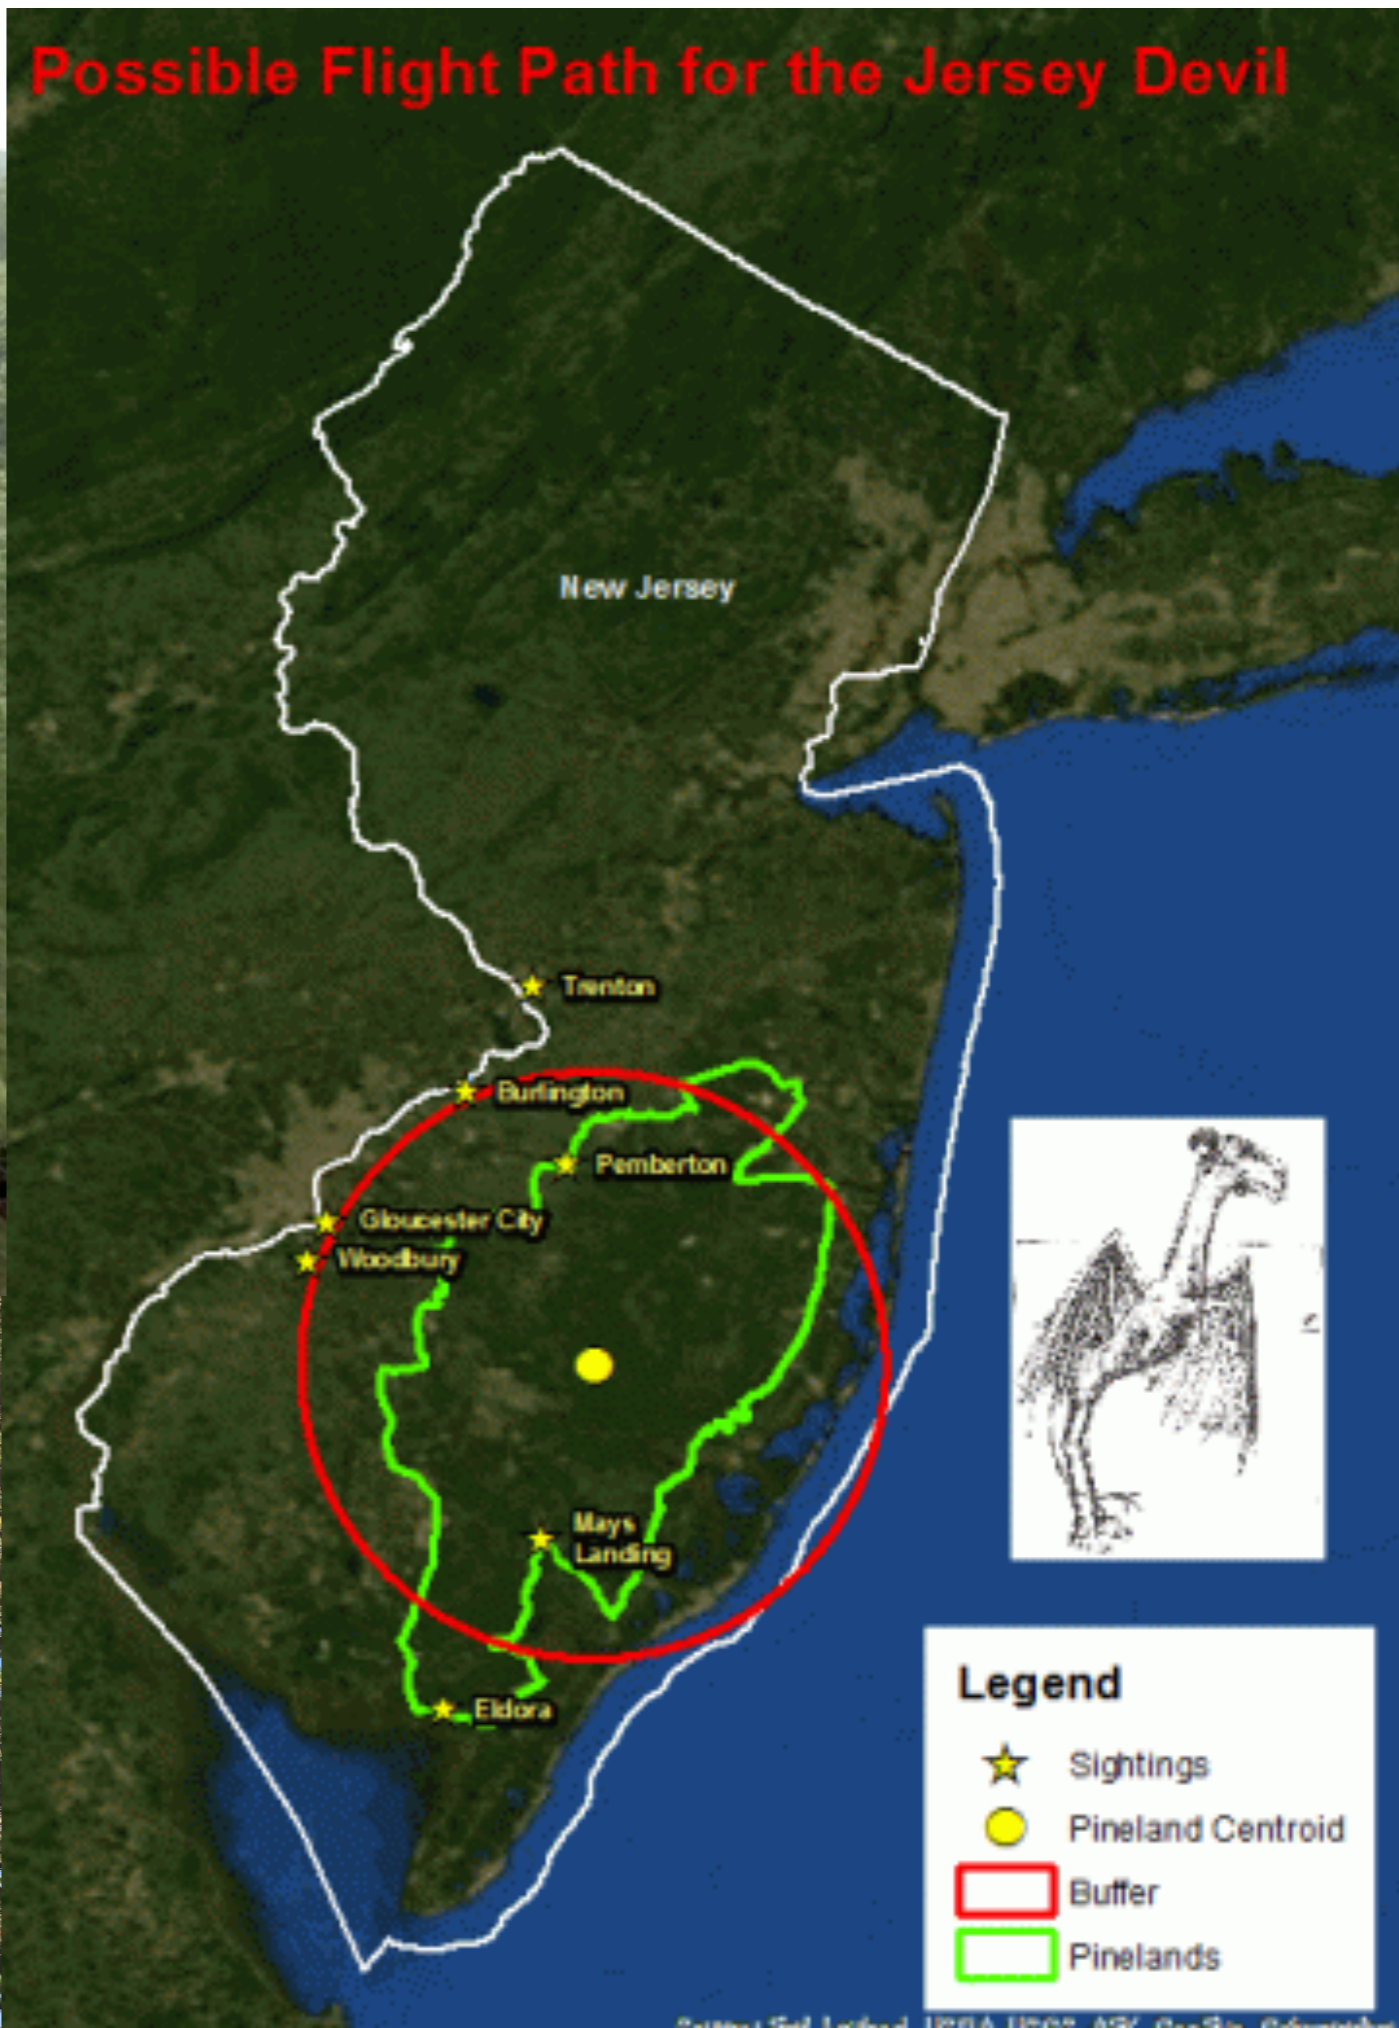 Possible Flight Path for the Jersey Devil
New Jersey
Trenton
Burlington
Pemberton
Gloucester City
Woodbury
Mays
Landing
Eldora
Legend
Sightings
Pineland Centroid
Buffer
Pinelands